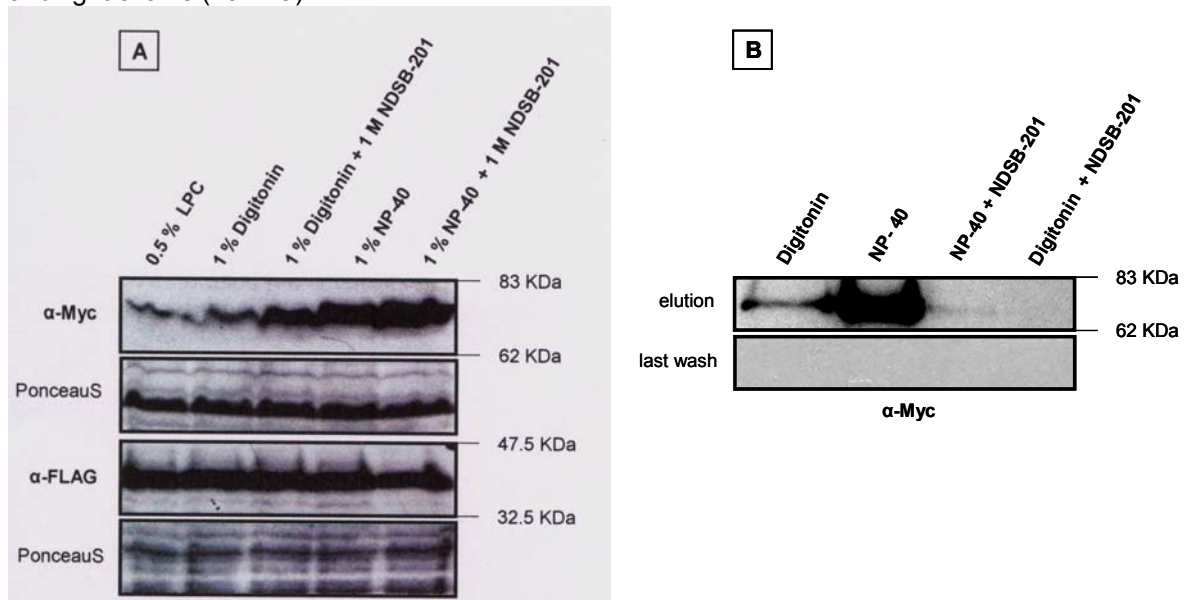 A
0.5 % LPC
1 % Digitonin
1 % Digitonin + 1 M NDSB-201
1 % NP-40
1 % NP-40 + 1 M NDSB-201
83 KDa
α-Myc
62 KDa
PonceauS
47.5 KDa
α-FLAG
32.5 KDa
PonceauS
B
Digitonin
NP- 40
NP-40 + NDSB-201
Digitonin + NDSB-201
83 KDa
elution
62 KDa
last wash
α-Myc